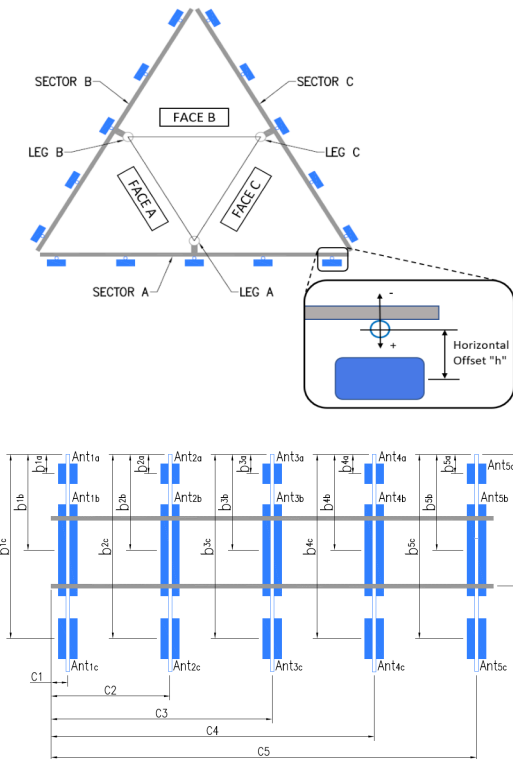 SECTOR B
SECTOR C
FACE B
LEG B
LEG C
FACE A
FACE C
SECTOR A
LEG A
-
+
Horizontal
Offset "h"
b1a
Ant1a
b2a
Ant2a
b3a
Ant3a
b4a
Ant4a
b5a
Ant5a
b1b
Ant1b
b2b
Ant2b
b3b
Ant3b
b4b
Ant4b
b5b
Ant5b
b1c
b2c
b3c
b4c
b5c
Ant1c
Ant2c
Ant3c
Ant4c
Ant5c
C1
C2
C3
C4
C5